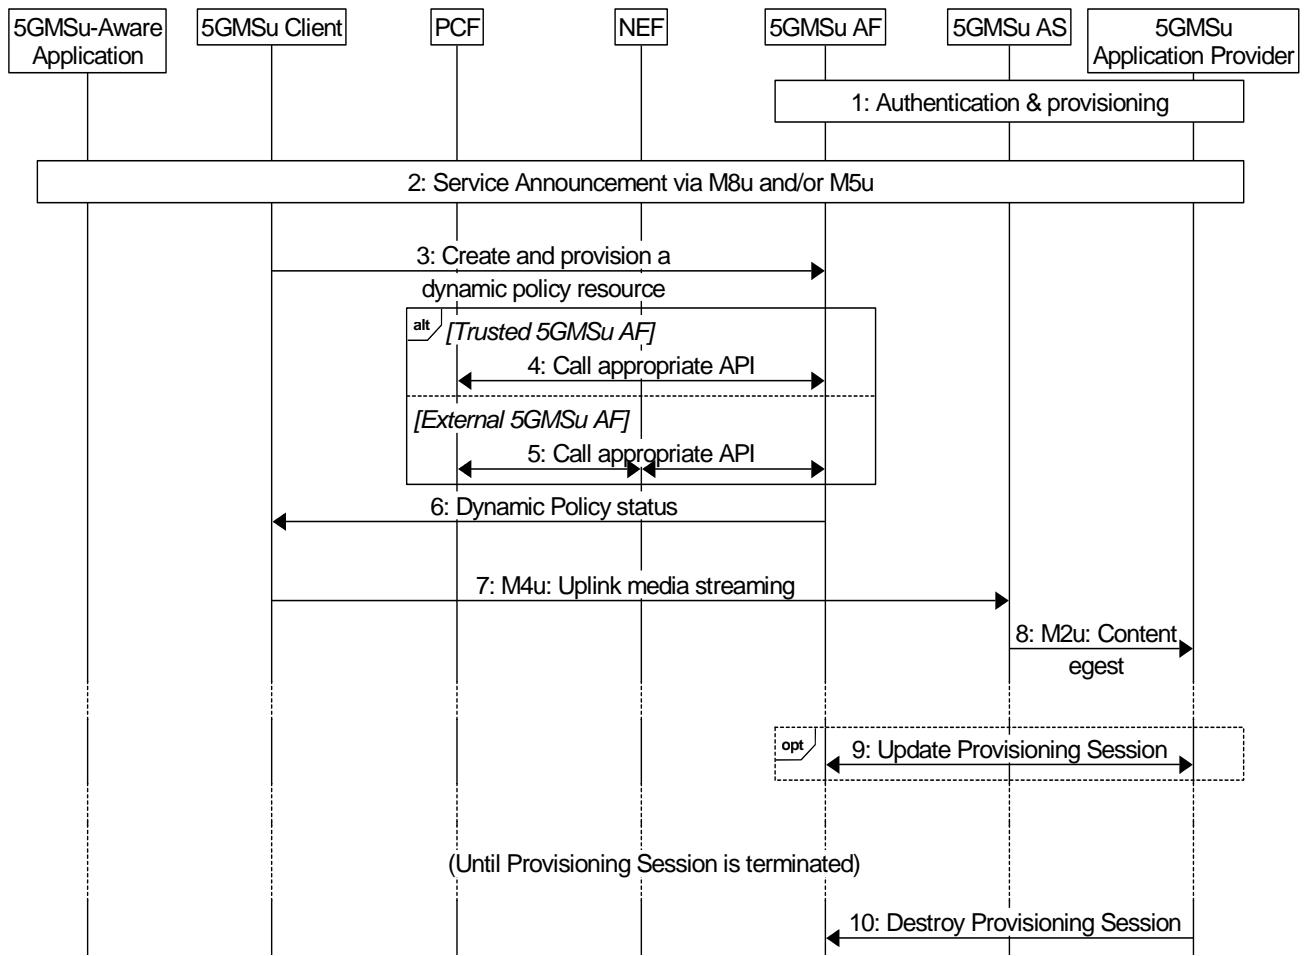 5GMSu-Aware
Application
5GMSu Client
PCF
NEF
5GMSu AF
5GMSu AS
5GMSu
Application Provider
1: Authentication & provisioning
2: Service Announcement via M8u and/or M5u
3: Create and provision a
dynamic policy resource
alt
[Trusted 5GMSu AF]
4: Call appropriate API
[External 5GMSu AF]
5: Call appropriate API
6: Dynamic Policy status
7: M4u: Uplink media streaming
8: M2u: Content
egest
opt
9: Update Provisioning Session
(Until Provisioning Session is terminated)
10: Destroy Provisioning Session